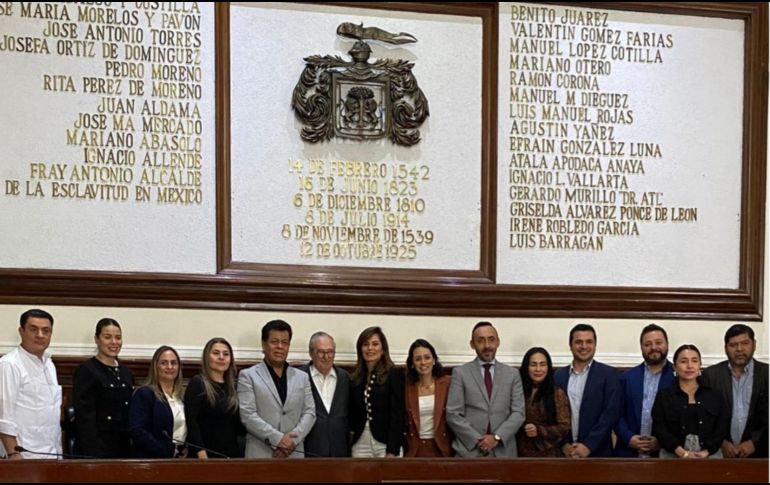 JOSE MARIA MORELOS Y PAVON
JOSE ANTONIO TORRES
JOSEFA ORTIZ DE DOMINGUEZ
PEDRO MORENO
RITA PEREZ DE MORENO
JUAN ALDAMA
JOSE MA MERCADO
MARIANO ABASOLO
IGNACIO ALLENDE
FRAY ANTONIO ALCALDE
DE LA ESCLAVITUD EN MEXICO
14 DE FEBRERO 1542
16 DE JUNIO 1823
6 DE DICIEMBRE 1810
8 DE JULIO 1914
8 DE NOVIEMBRE DE 1539
12 DE OCTUBRE 1925
BENITO JUAREZ
VALENTIN GOMEZ FARIAS
MANUEL LOPEZ COTILLA
MARIANO OTERO
RAMON CORONA
MANUEL M DIEGUEZ
LUIS MANUEL ROJAS
AGUSTIN YAÑEZ
EFRAIN GONZALEZ LUNA
ATALA APODACA ANAYA
IGNACIO L. VALLARTA
GERARDO MURILLO "DR. ATL"
GRISELDA ALVAREZ PONCE DE LEON
IRENE ROBLEDO GARCIA
LUIS BARRAGAN